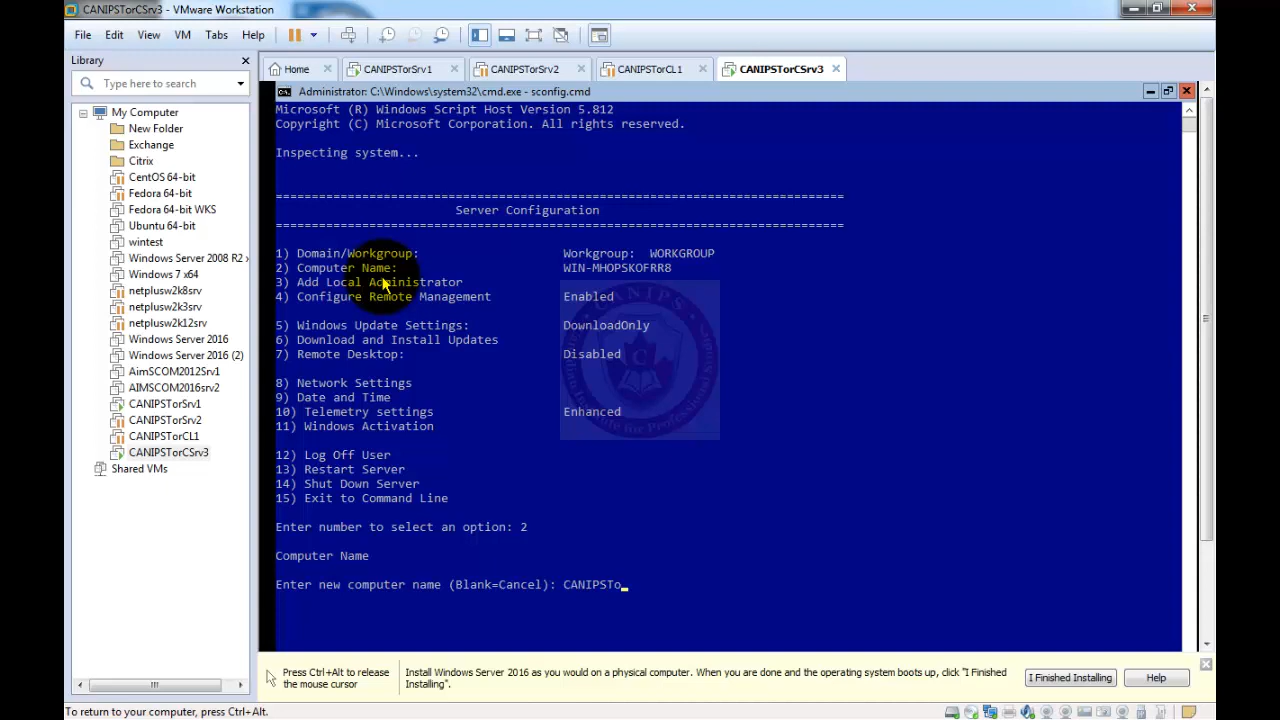 CANIPSTorCSrv3 - VMware Workstation
File Edit View VM Tabs Help
Library
Type here to search
My Computer
New Folder
Exchange
Citrix
CentOS 64-bit
Fedora 64-bit
Fedora 64-bit WKS
Ubuntu 64-bit
wintest
Windows Server 2008 R2 x
Windows 7 x64
netplusw2k8srv
netplusw2k3srv
netplusw2k12srv
Windows Server 2016
Windows Server 2016 (2)
AimSCOM2012Srv1
AIMSCOM2016srv2
CANIPSTorSrv1
CANIPSTorSrv2
CANIPSTorCL1
CANIPSTorCSrv3
Shared VMs
Home CANIPSTorSrv1 CANIPSTorSrv2 CANIPSTorCL1 CANIPSTorCSrv3
Administrator: C:\Windows\system32\cmd.exe - sconfig.cmd
Microsoft (R) Windows Script Host Version 5.812
Copyright (C) Microsoft Corporation. All rights reserved.
Inspecting system...
===============================================================================
Server Configuration
===============================================================================
1) Domain/Workgroup: Workgroup: WORKGROUP
2) Computer Name: WIN-MHOPSKOFRR8
3) Add Local Administrator
4) Configure Remote Management Enabled
5) Windows Update Settings: DownloadOnly
6) Download and Install Updates
7) Remote Desktop: Disabled
8) Network Settings
9) Date and Time
10) Telemetry settings Enhanced
11) Windows Activation
12) Log Off User
13) Restart Server
14) Shut Down Server
15) Exit to Command Line
Enter number to select an option: 2
Computer Name
Enter new computer name (Blank=Cancel): CANIPSTo_
CANIPS
Press Ctrl+Alt to release
the mouse cursor
Install Windows Server 2016 as you would on a physical computer. When you are done and the operating system boots up, click "I Finished
Installing".
I Finished Installing
Help
To return to your computer, press Ctrl+Alt.